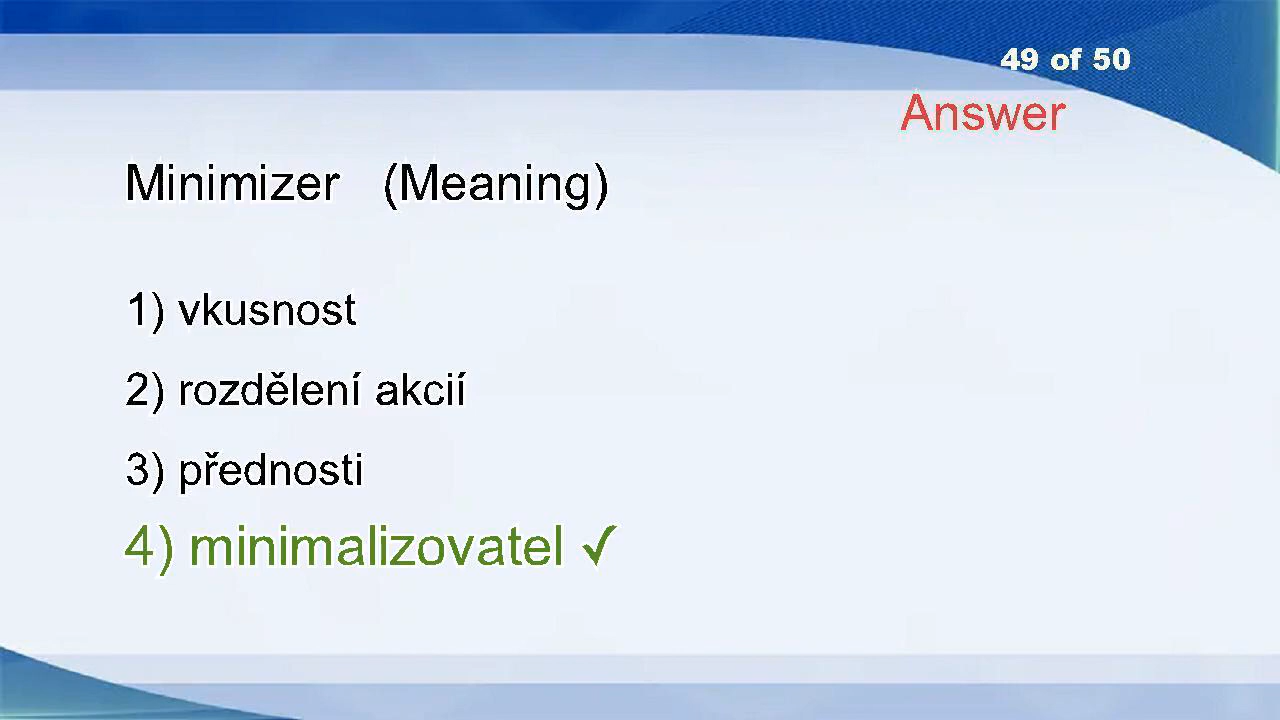 49 of 50
Answer
Minimizer (Meaning)
1) vkusnost
2) rozdělení akcií
3) přednosti
4) minimalizovatel ✓